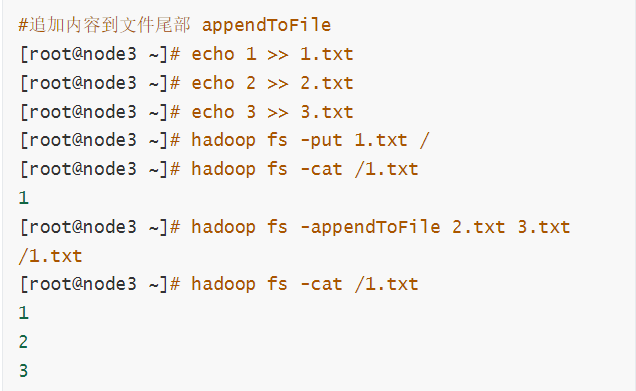 #追加内容到文件尾部 appendToFile
[root@node3 ~]# echo 1 >> 1.txt
[root@node3 ~]# echo 2 >> 2.txt
[root@node3 ~]# echo 3 >> 3.txt
[root@node3 ~]# hadoop fs -put 1.txt /
[root@node3 ~]# hadoop fs -cat /1.txt
1
[root@node3 ~]# hadoop fs -appendToFile 2.txt 3.txt
/1.txt
[root@node3 ~]# hadoop fs -cat /1.txt
1
2
3